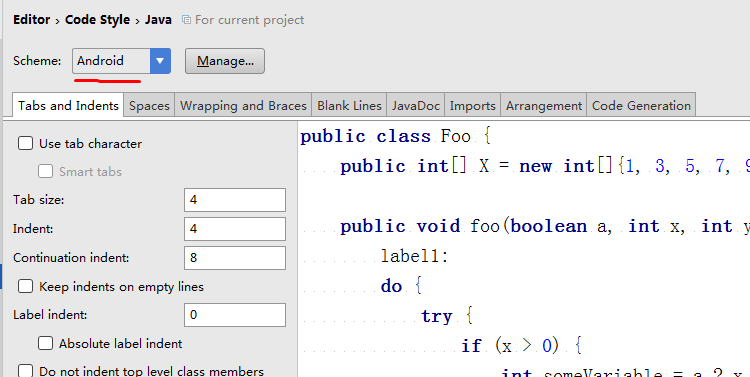 Editor › Code Style › Java For current project
Scheme: Android Manage...
Tabs and Indents Spaces Wrapping and Braces Blank Lines JavaDoc Imports Arrangement Code Generation
Use tab character
Smart tabs
Tab size: 4
Indent: 4
Continuation indent: 8
Keep indents on empty lines
Label indent: 0
Absolute label indent
Do not indent top level class members
public class Foo {
public int[] X = new int[]{1, 3, 5, 7, 9
public void foo(boolean a, int x, int y
label1:
do {
try {
if (x > 0) {
int someVariable = a ? x